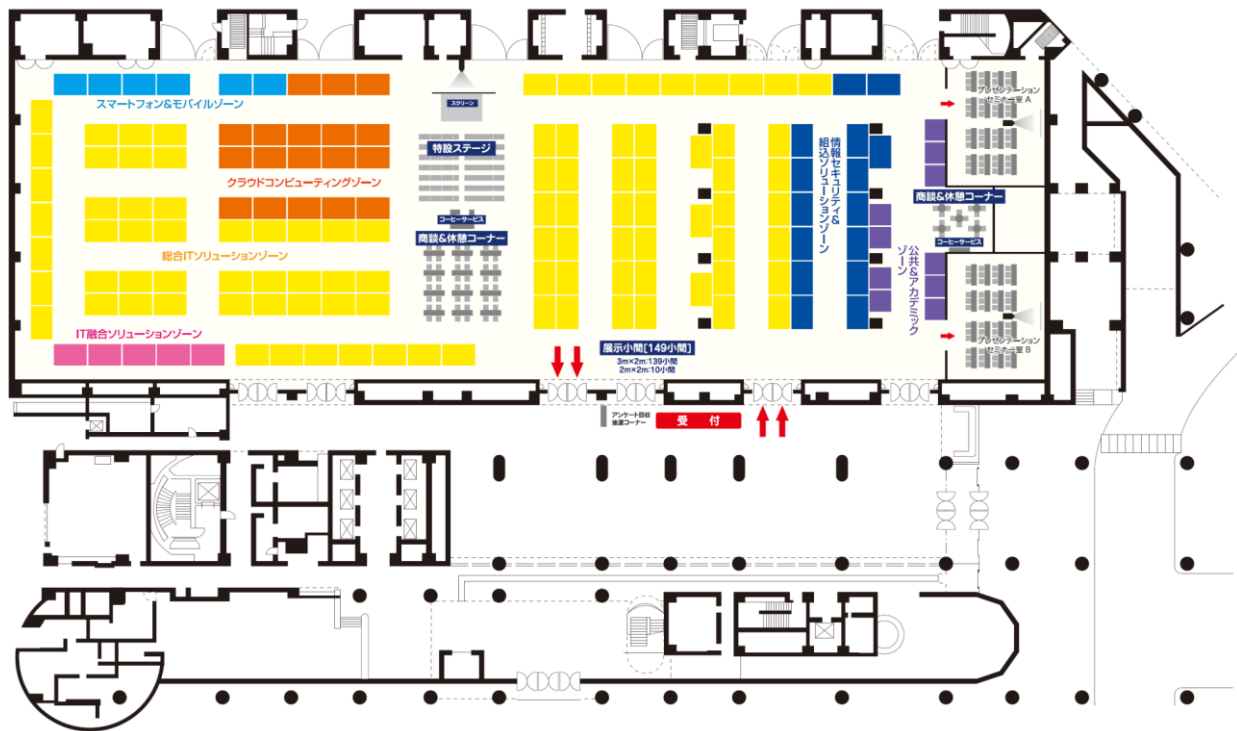 スクリーン
プレゼンテーション
セミナー室 A
スマートフォン&モバイルゾーン
特設ステージ
情報セキュリティ&
組込ソリューションゾーン
クラウドコンピューティングゾーン
商談&休憩コーナー
コーヒーサービス
コーヒーサービス
商談&休憩コーナー
総合ITソリューションゾーン
公共&アカデミック
ゾーン
IT融合ソリューションゾーン
プレゼンテーション
セミナー室 B
展示小間[149小間]
3m×2m:139小間
2m×2m:10小間
アンケート回収
抽選コーナー
受 付